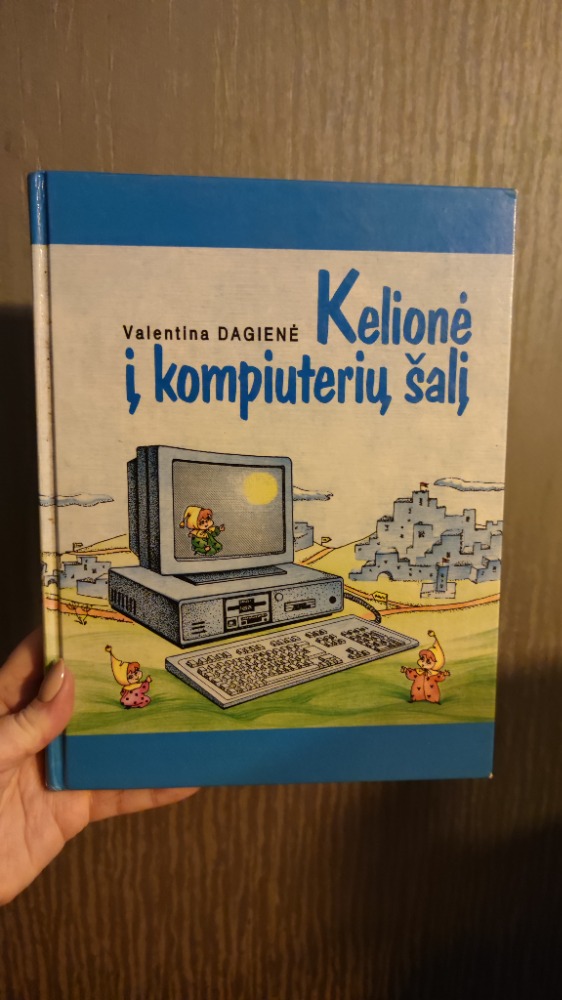 Valentina DAGIENĖ Kelionė
į kompiuterių šalį